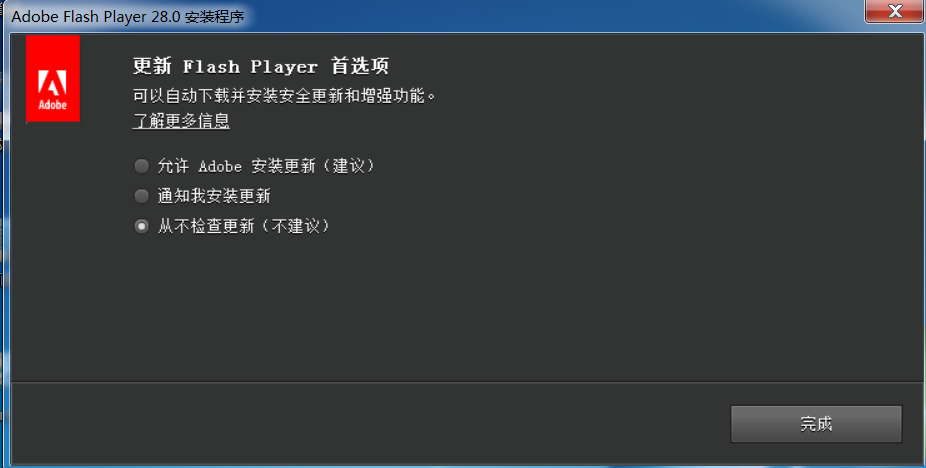 Adobe Flash Player 28.0 安装程序
Adobe
更新 Flash Player 首选项
可以自动下载并安装安全更新和增强功能。
了解更多信息
允许 Adobe 安装更新（建议）
通知我安装更新
从不检查更新（不建议）
完成